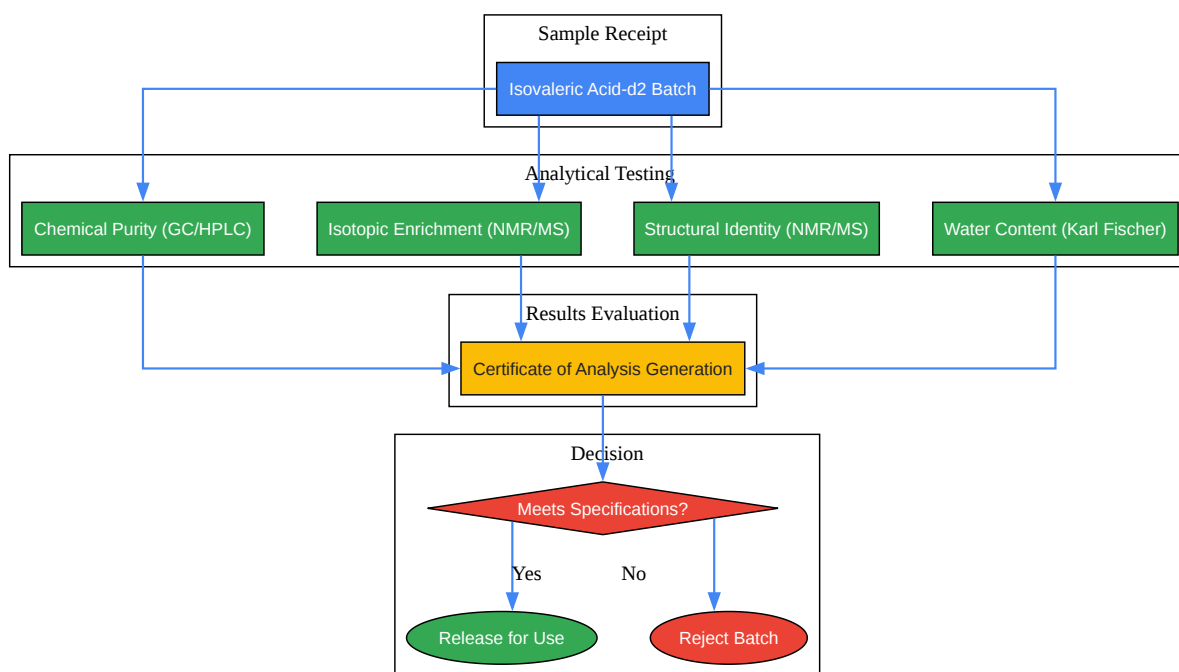 Sample Receipt
Isovaleric Acid-d2 Batch
Analytical Testing
Chemical Purity (GC/HPLC)
Isotopic Enrichment (NMR/MS)
Structural Identity (NMR/MS)
Water Content (Karl Fischer)
Results Evaluation
Certificate of Analysis Generation
Decision
Meets Specifications?
Yes
No
Release for Use
Reject Batch